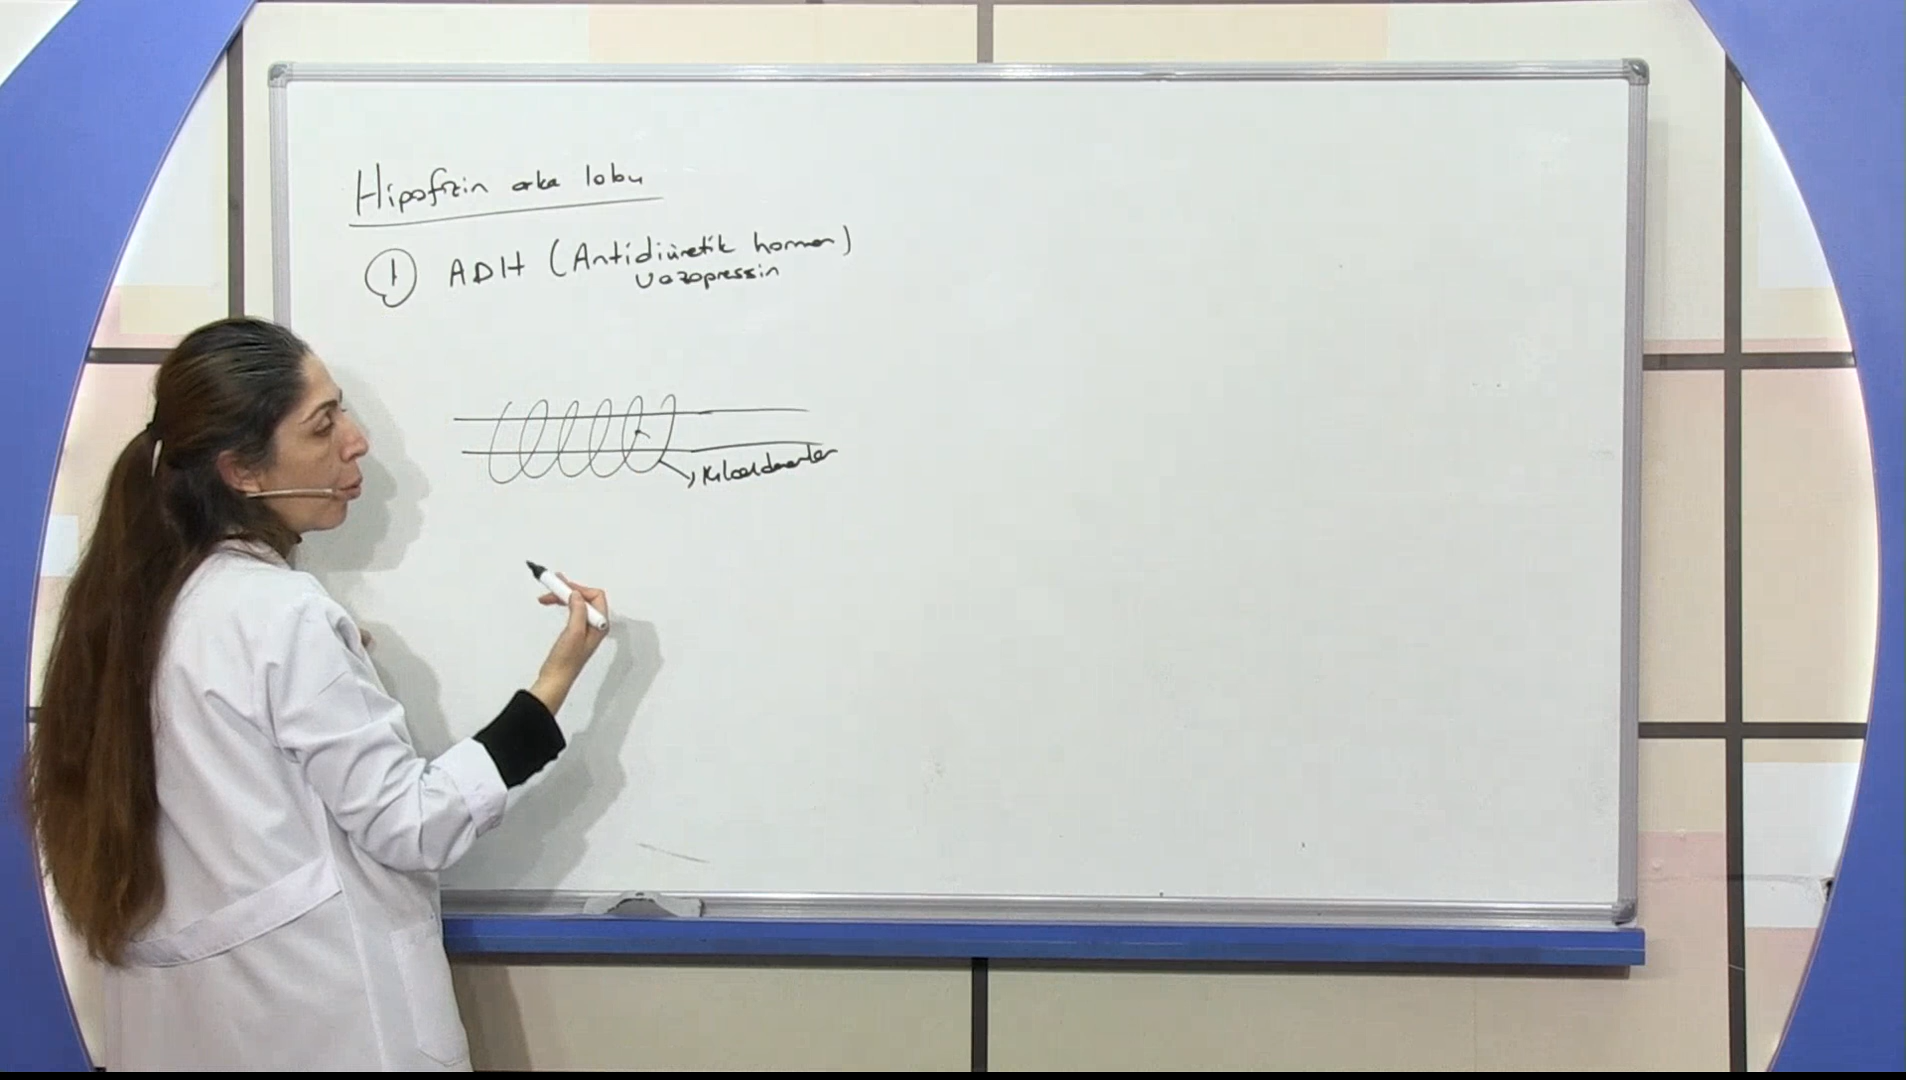 Hipofizin arka lobu
1 ADH (Antidiüretik hormon)
Vazopressin
Kılcal damarlar